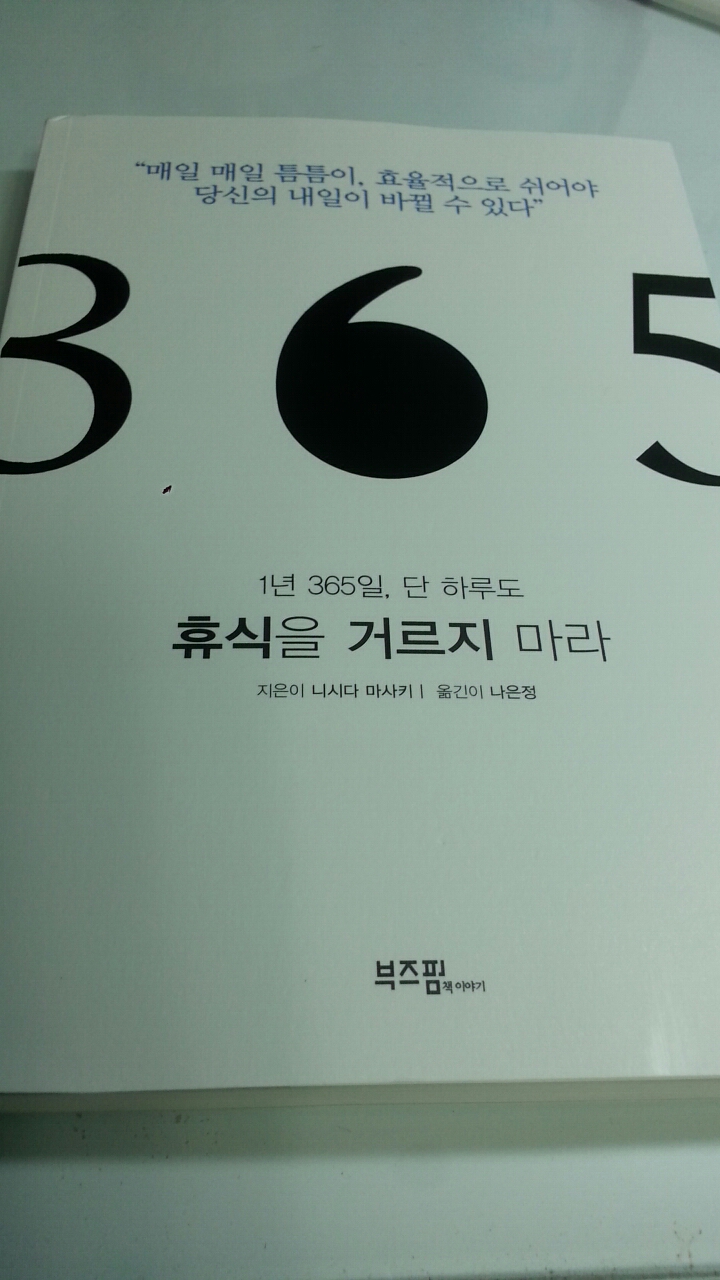 “매일 매일 틈틈이, 효율적으로 쉬어야
당신의 내일이 바뀔 수 있다”
365
1년 365일, 단 하루도
휴식을 거르지 마라
지은이 니시다 마사키 | 옮긴이 나은정
북즈핌 책 이야기